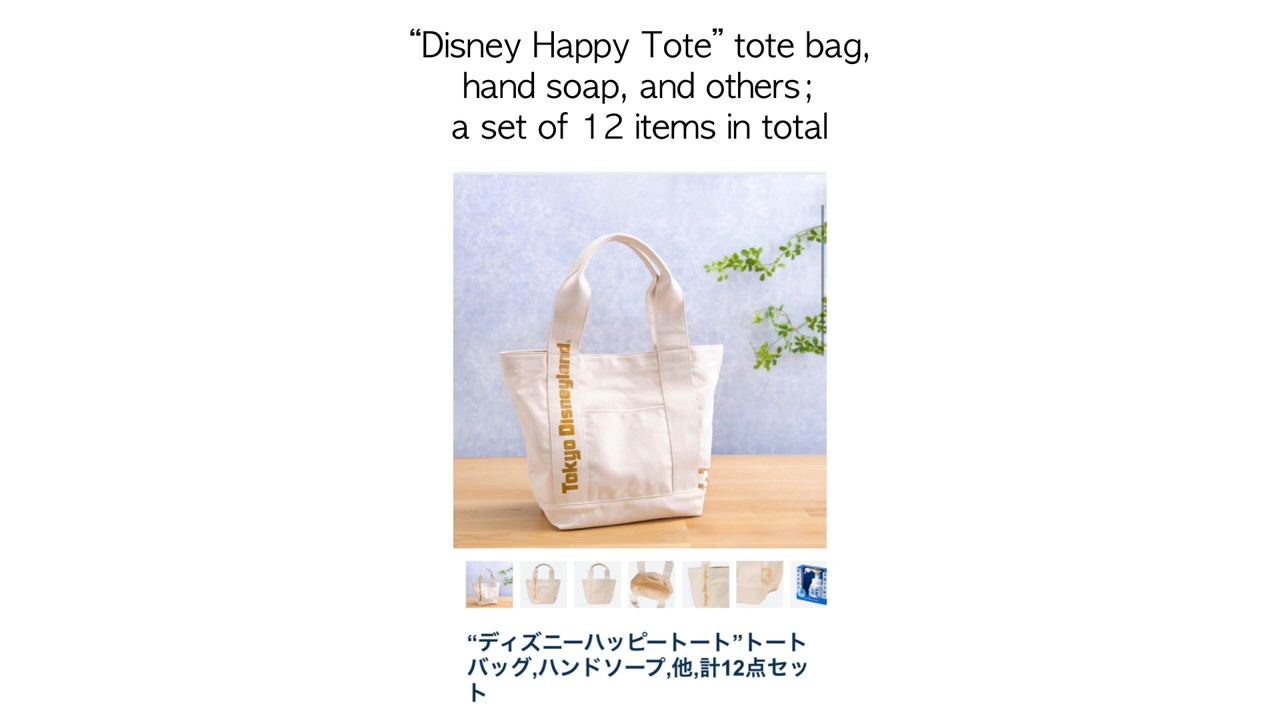 “Disney Happy Tote” tote bag,
hand soap, and others;
a set of 12 items in total
Tokyo Disneyland®
“ディズニーハッピートート”トート
バッグ,ハンドソープ,他,計12点セッ
ト